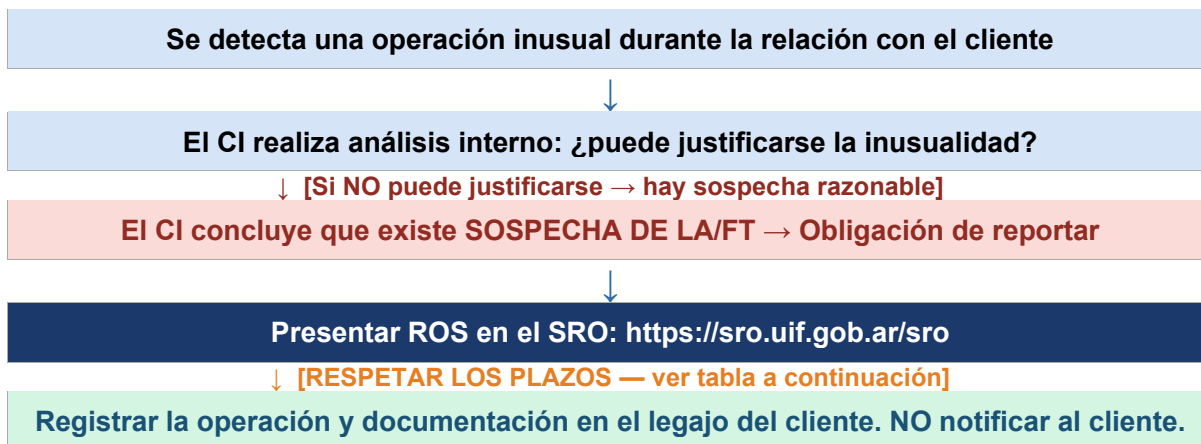 Se detecta una operación inusual durante la relación con el cliente
↓
El CI realiza análisis interno: ¿puede justificarse la inusualidad?
↓ [Si NO puede justificarse → hay sospecha razonable]
El CI concluye que existe SOSPECHA DE LA/FT → Obligación de reportar
↓
Presentar ROS en el SRO: https://sro.uif.gob.ar/sro
↓ [RESPETAR LOS PLAZOS — ver tabla a continuación]
Registrar la operación y documentación en el legajo del cliente. NO notificar al cliente.